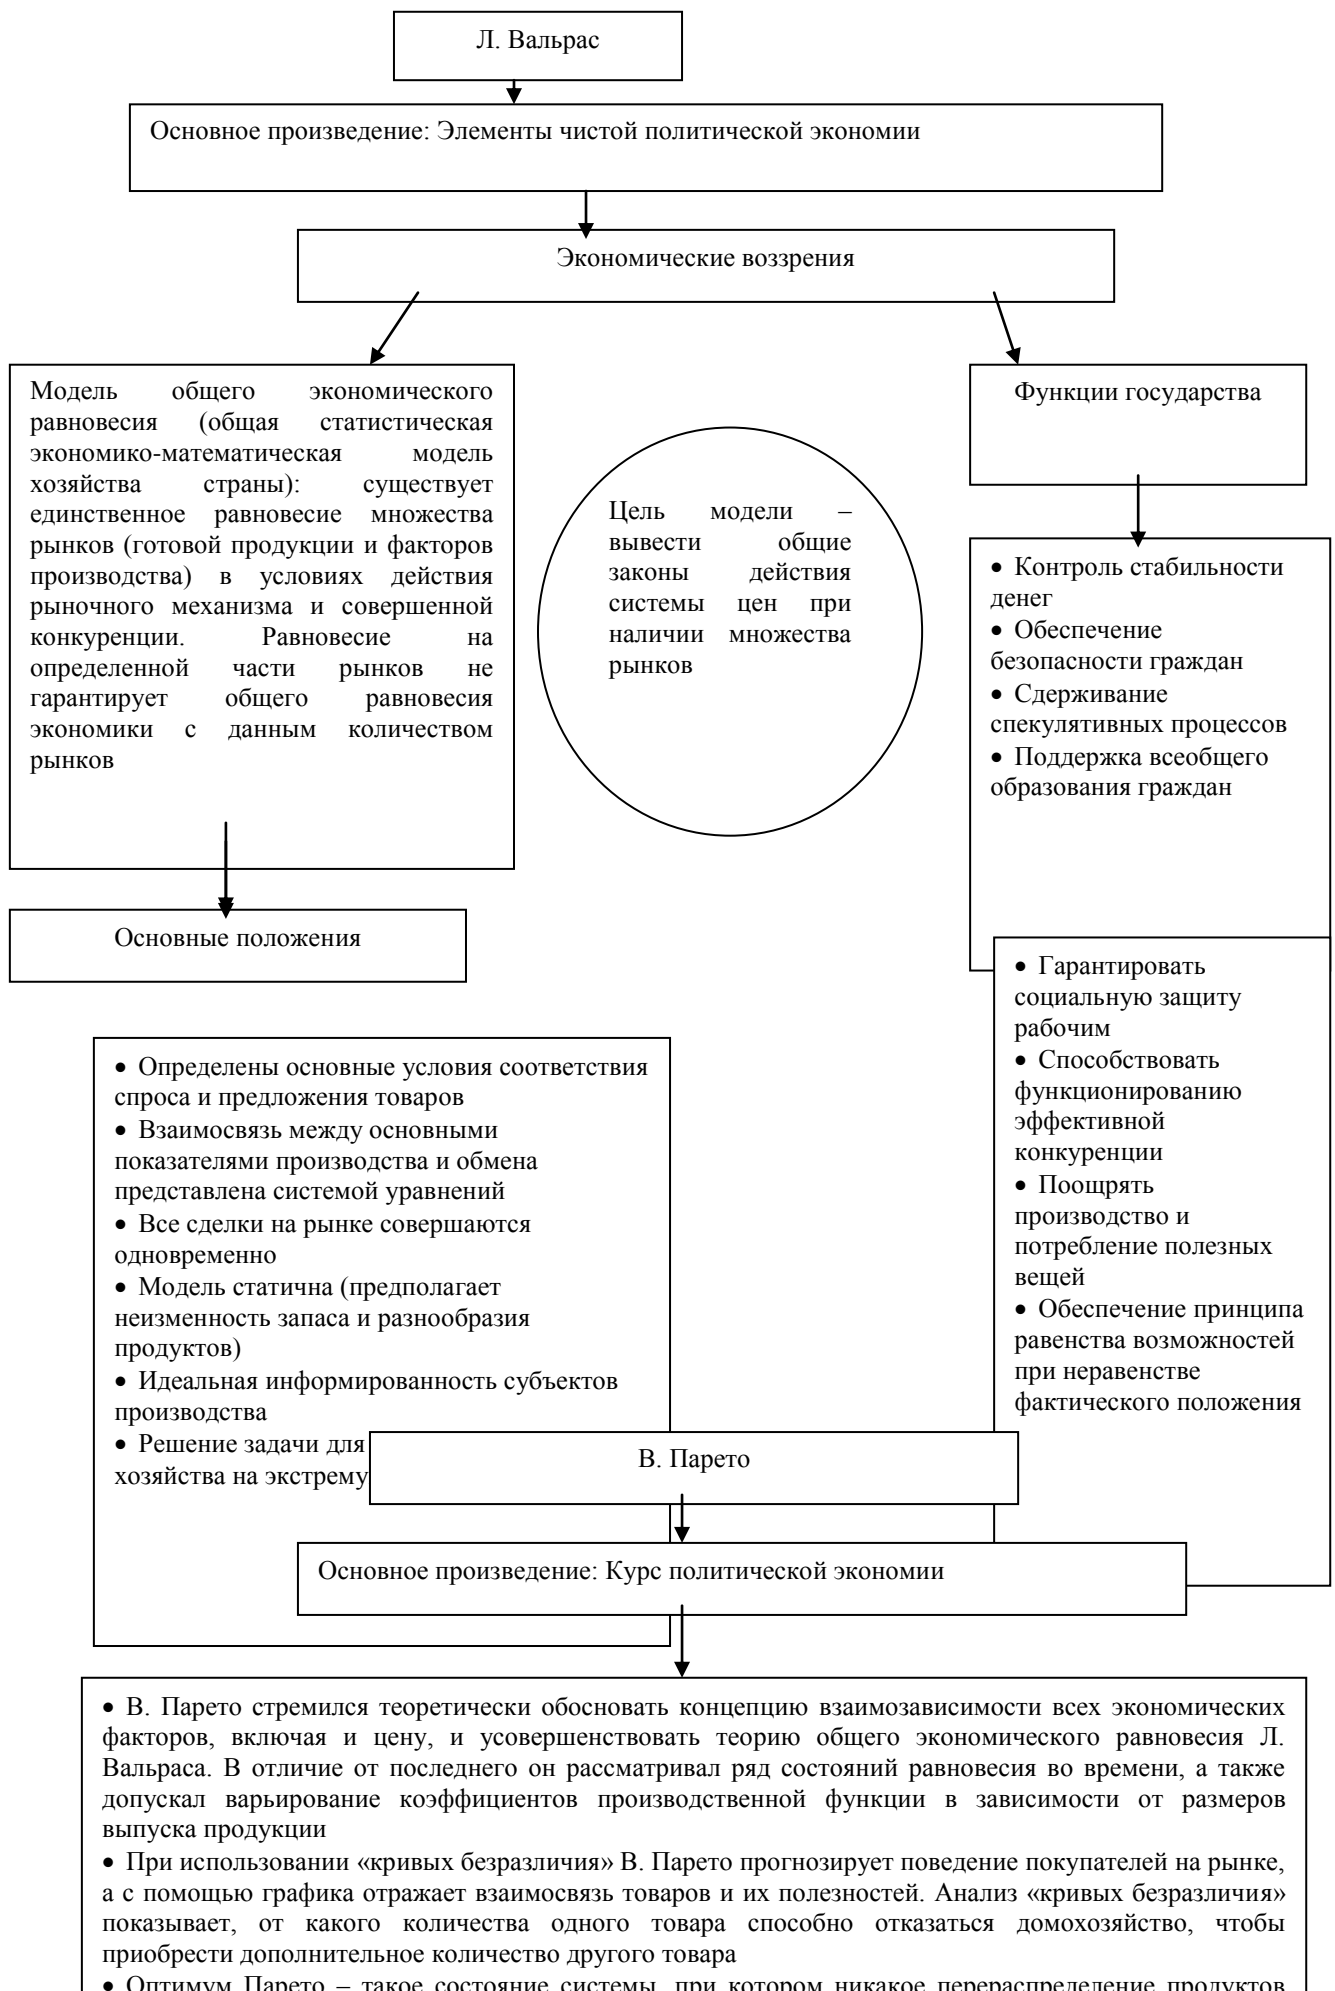 Л. Вальрас
Основное произведение: Элементы чистой политической экономии
Экономические воззрения
Модель общего экономического
равновесия (общая статистическая
экономико-математическая модель
хозяйства страны): существует
единственное равновесие множества
рынков (готовой продукции и факторов
производства) в условиях действия
рыночного механизма и совершенной
конкуренции. Равновесие на
определенной части рынков не
гарантирует общего равновесия
экономики с данным количеством
рынков
Цель модели –
вывести общие
законы действия
системы цен при
наличии множества
рынков
Функции государства
• Контроль стабильности
денег
• Обеспечение
безопасности граждан
• Сдерживание
спекулятивных процессов
• Поддержка всеобщего
образования граждан
• Гарантировать
социальную защиту
рабочим
• Способствовать
функционированию
эффективной
конкуренции
• Поощрять
производство и
потребление полезных
вещей
• Обеспечение принципа
равенства возможностей
при неравенстве
фактического положения
Основные положения
• Определены основные условия соответствия
спроса и предложения товаров
• Взаимосвязь между основными
показателями производства и обмена
представлена системой уравнений
• Все сделки на рынке совершаются
одновременно
• Модель статична (предполагает
неизменность запаса и разнообразия
продуктов)
• Идеальная информированность субъектов
производства
• Решение задачи для
хозяйства на экстрему
В. Парето
Основное произведение: Курс политической экономии
• В. Парето стремился теоретически обосновать концепцию взаимозависимости всех экономических
факторов, включая и цену, и усовершенствовать теорию общего экономического равновесия Л.
Вальраса. В отличие от последнего он рассматривал ряд состояний равновесия во времени, а также
допускал варьирование коэффициентов производственной функции в зависимости от размеров
выпуска продукции
• При использовании «кривых безразличия» В. Парето прогнозирует поведение покупателей на рынке,
а с помощью графика отражает взаимосвязь товаров и их полезностей. Анализ «кривых безразличия»
показывает, от какого количества одного товара способно отказаться домохозяйство, чтобы
приобрести дополнительное количество другого товара
• Оптимум Парето – такое состояние системы, при котором никакое перераспределение продуктов